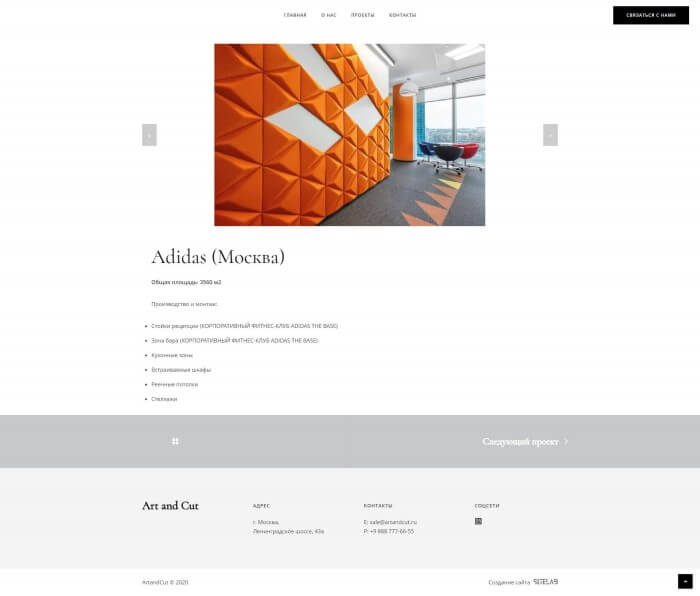 ГЛАВНАЯ О НАС ПРОЕКТЫ КОНТАКТЫ
СВЯЗАТЬСЯ С НАМИ
Adidas (Москва)
Общая площадь: 3560 м2
Производство и монтаж:
Стойки рецепции (КОРПОРАТИВНЫЙ ФИТНЕС-КЛУБ ADIDAS THE BASE)
Зона бара (КОРПОРАТИВНЫЙ ФИТНЕС-КЛУБ ADIDAS THE BASE)
Кухонные зоны
Встраиваемые шкафы
Реечные потолки
Стеллажи
Следующий проект
Art and Cut
АДРЕС
г. Москва,
Ленинградское шоссе, 43а
КОНТАКТЫ
E: sale@artandcut.ru
P: +9 888 777-66-55
СОЦСЕТИ
ArtandCut © 2020
Создание сайта SITELAB